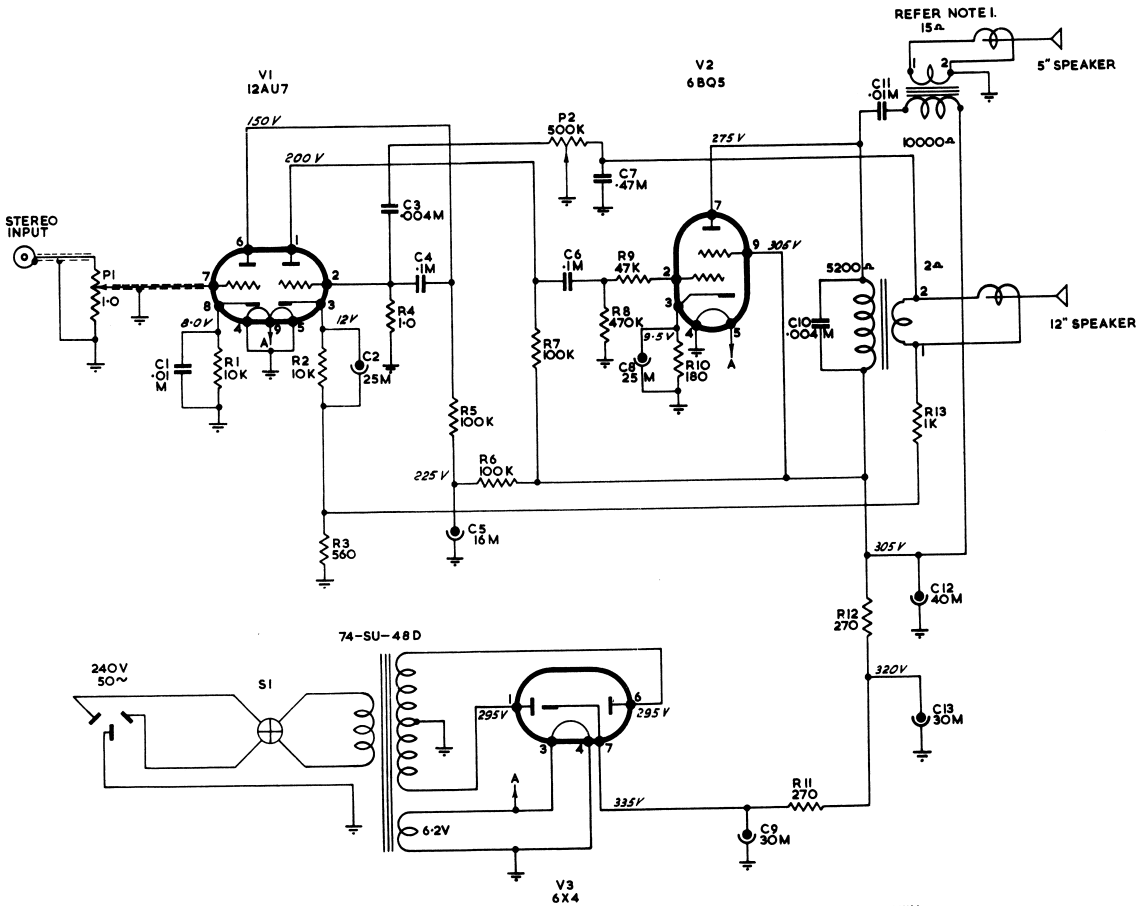 REFER NOTE 1.
15Ω
1 2
5" SPEAKER
C11
.01M
10000Ω
V1
12AU7
V2
6BQ5
150V
200V
P2
500K
275V
C7
.47M
C3
.004M
STEREO
INPUT
P1
1.0
6 1
7 2
8 3
4 9 5
A
8.0V
12V
C4
.1M
R4
1.0
C1
.01
M
R1
10K
R2
10K
C2
25M
C6
.1M
R9
47K
R8
470K
R7
100K
7
9
305V
2
3
4 5
A
9.5V
C8
25M
R10
180
5200Ω
C10
.004M
2Ω
2
1
12" SPEAKER
R13
1K
R5
100K
R6
100K
225V
C5
16M
R3
560
305V
C12
40M
R12
270
320V
C13
30M
74-SU-48D
240V
50~
S1
1 6
295V 295V
3 4 7
A
6.2V
335V
R11
270
C9
30M
V3
6X4